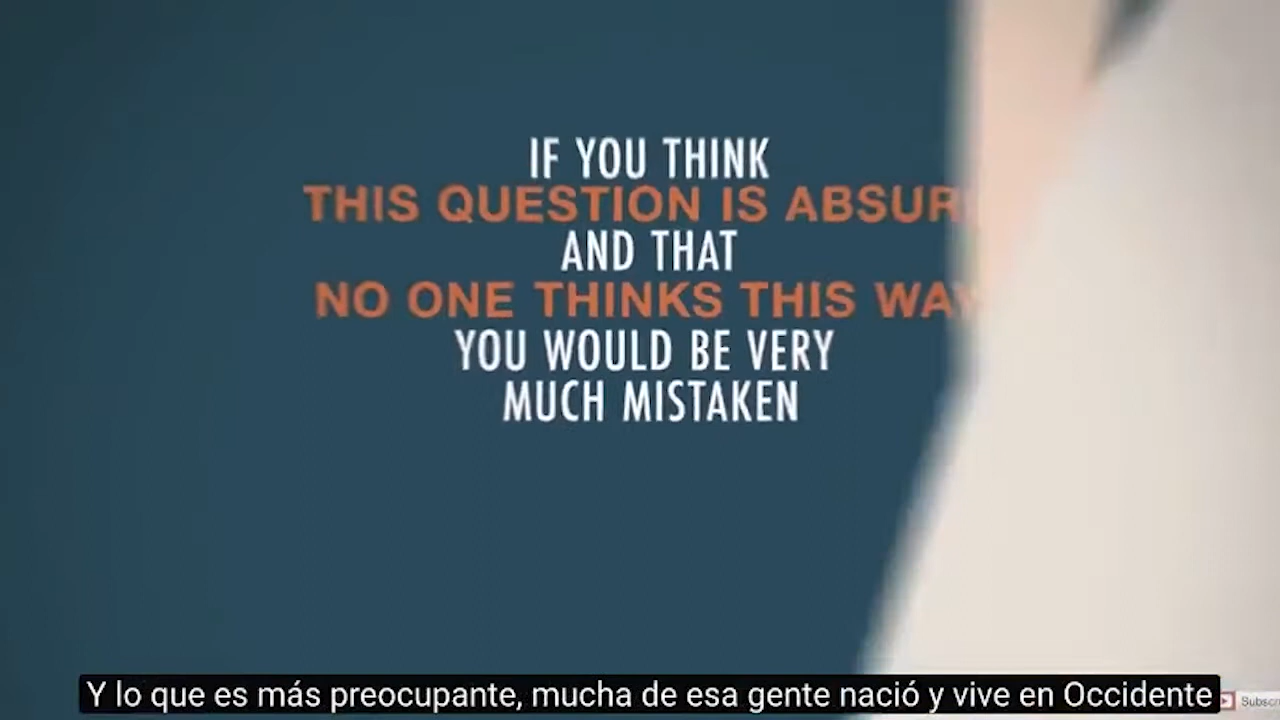 IF YOU THINK
THIS QUESTION IS ABSUR
AND THAT
NO ONE THINKS THIS WAY
YOU WOULD BE VERY
MUCH MISTAKEN
Y lo que es más preocupante, mucha de esa gente nació y vive en Occidente